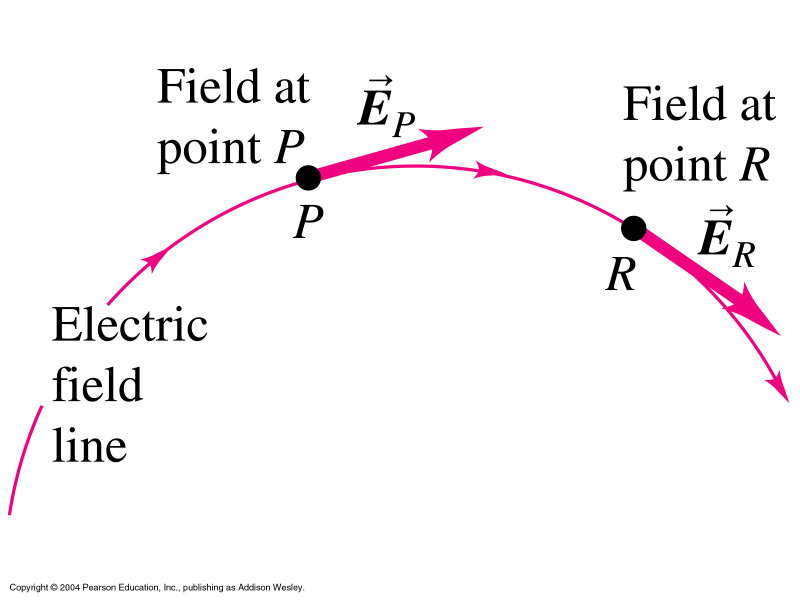 Field at
point P
E⃗P
Field at
point R
E⃗R
P
R
Electric
field
line
Copyright © 2004 Pearson Education, Inc., publishing as Addison Wesley.